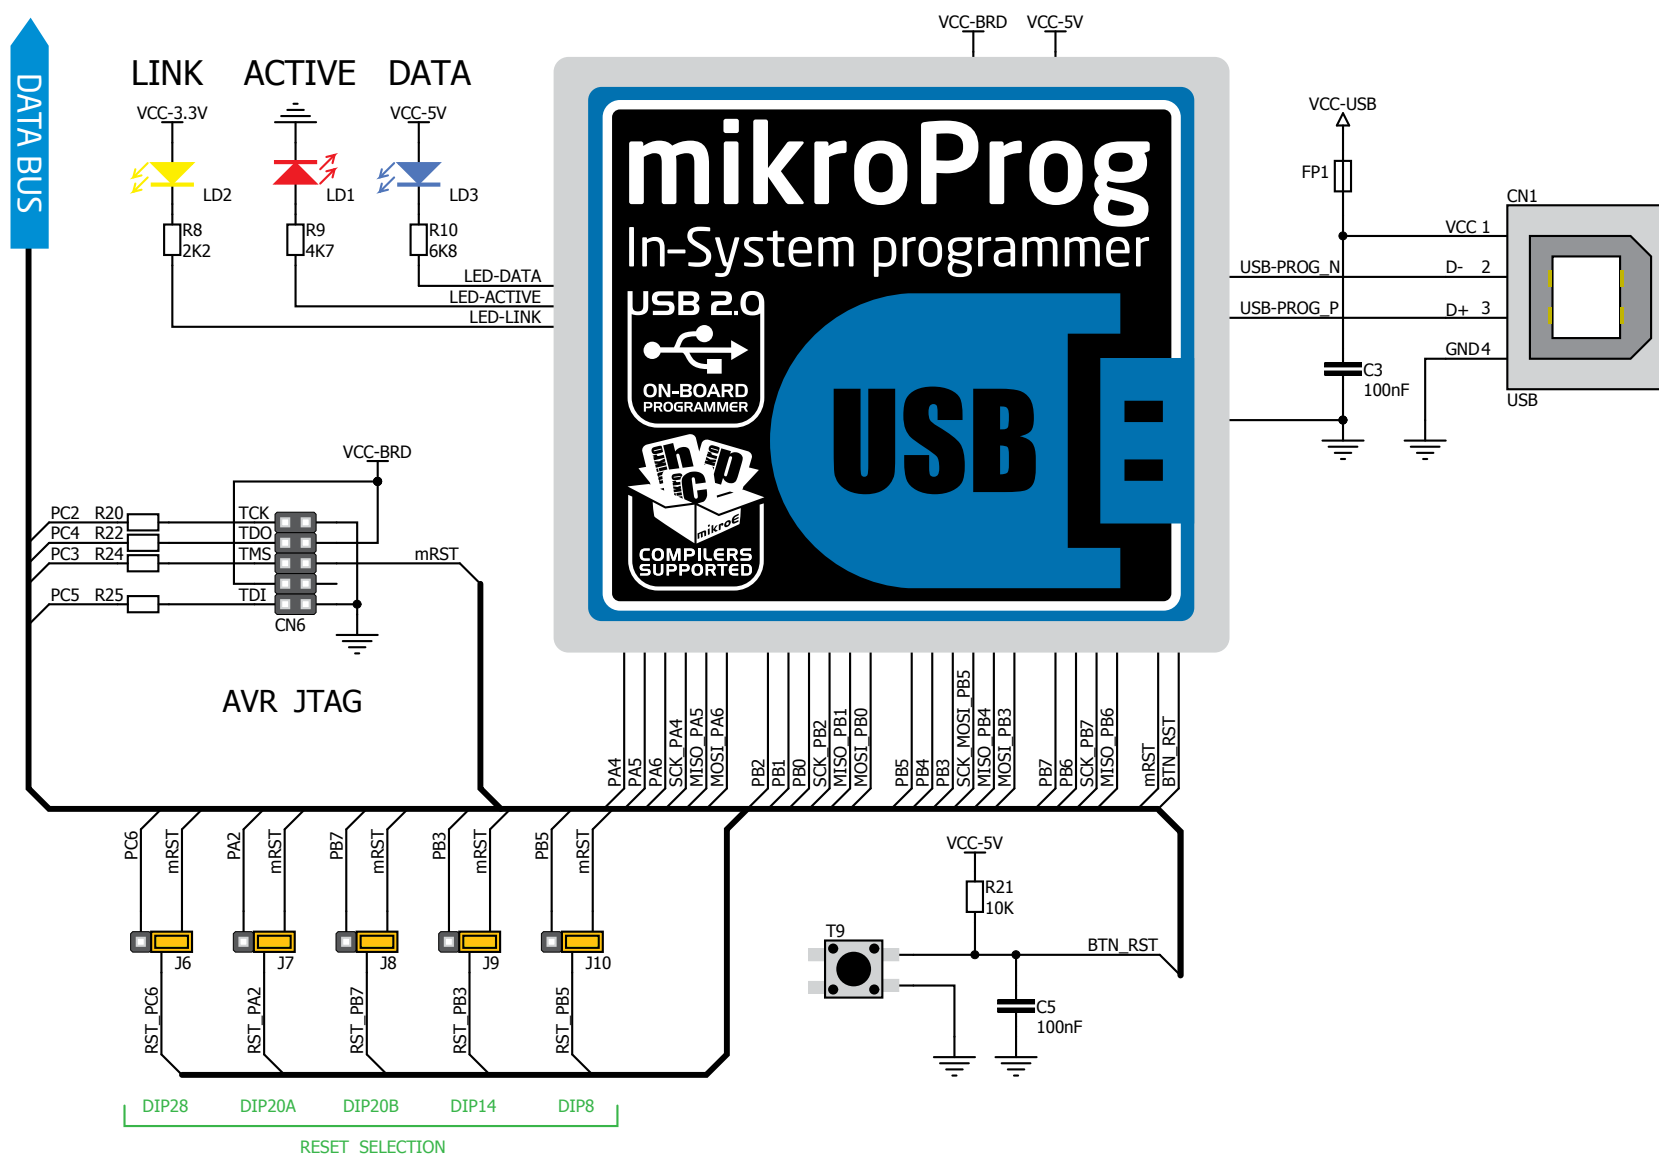 VCC-BRD VCC-5V
LINK ACTIVE DATA
VCC-3.3V VCC-5V
DATA BUS
LD2 LD1 LD3
R8 2K2
R9 4K7
R10 6K8
LED-DATA
LED-ACTIVE
LED-LINK
mikroProg
In-System programmer
USB 2.0
ON-BOARD
PROGRAMMER
mikroE
COMPILERS
SUPPORTED
USB
VCC-USB
FP1
CN1
VCC 1
USB-PROG_N D- 2
USB-PROG_P D+ 3
GND 4
C3
100nF
USB
VCC-BRD
PC2 R20 TCK
PC4 R22 TDO
PC3 R24 TMS mRST
PC5 R25 TDI
CN6
AVR JTAG
PA4
PA5
PA6
SCK_PA4
MISO_PA5
MOSI_PA6
PB2
PB1
PB0
SCK_PB2
MISO_PB1
MOSI_PB0
PB5
PB4
PB3
SCK_MOSI_PB5
MISO_PB4
MOSI_PB3
PB7
PB6
SCK_PB7
MISO_PB6
mRST
BTN_RST
PC6 mRST
PA2 mRST
PB7 mRST
PB3 mRST
PB5 mRST
J6 J7 J8 J9 J10
RST_PC6
RST_PA2
RST_PB7
RST_PB3
RST_PB5
VCC-5V
R21
10K
T9
BTN_RST
C5
100nF
DIP28 DIP20A DIP20B DIP14 DIP8
RESET SELECTION